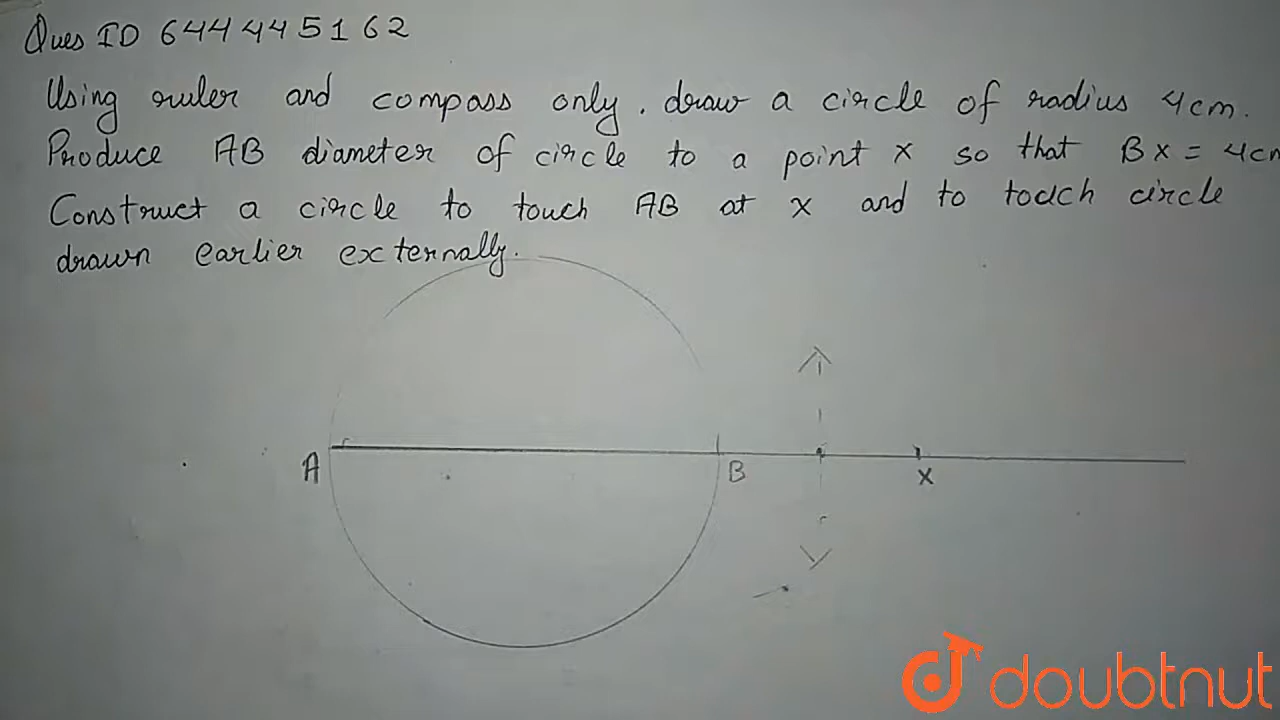 Ques ID 644445162
Using ruler and compass only. draw a circle of radius 4cm.
Produce AB diameter of circle to a point X so that BX = 4cm
Construct a circle to touch AB at X and to touch circle
drawn earlier externally.
A
B
X
doubtnut